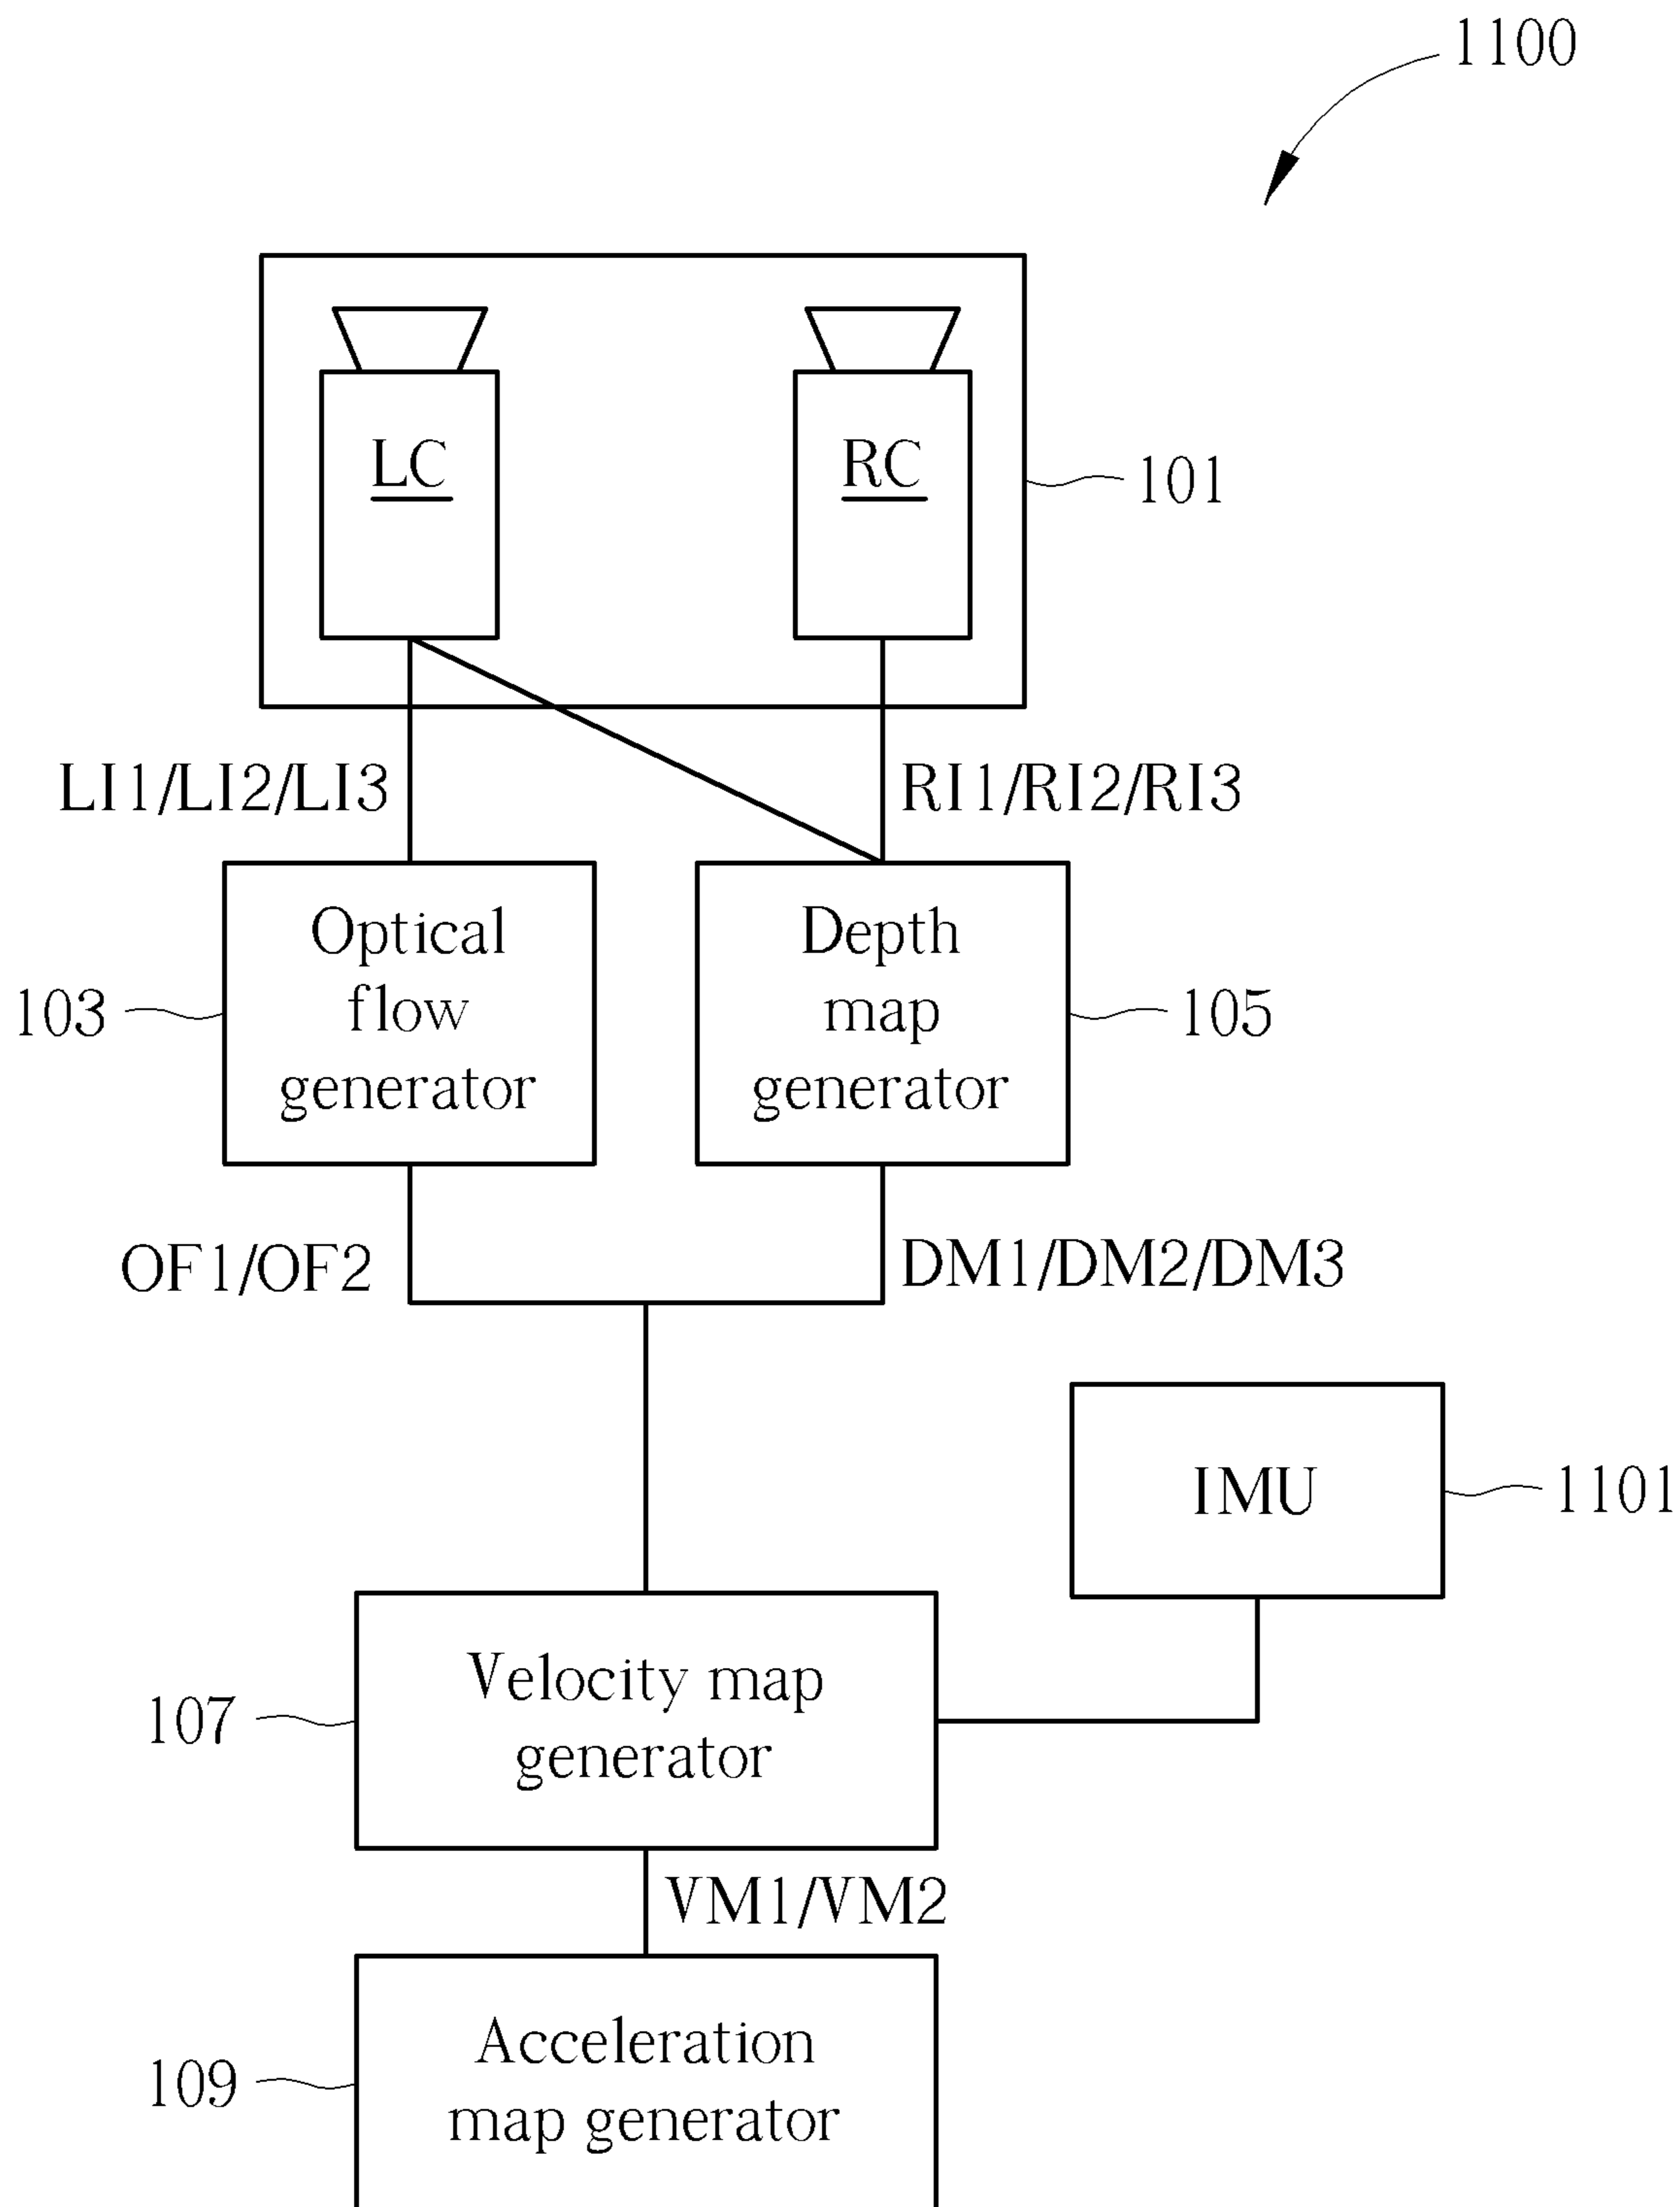 1100
LC
RC
101
LI1/LI2/LI3
RI1/RI2/RI3
Optical
flow
generator
103
Depth
map
generator
105
OF1/OF2
DM1/DM2/DM3
IMU
1101
Velocity map
generator
107
VM1/VM2
Acceleration
map generator
109